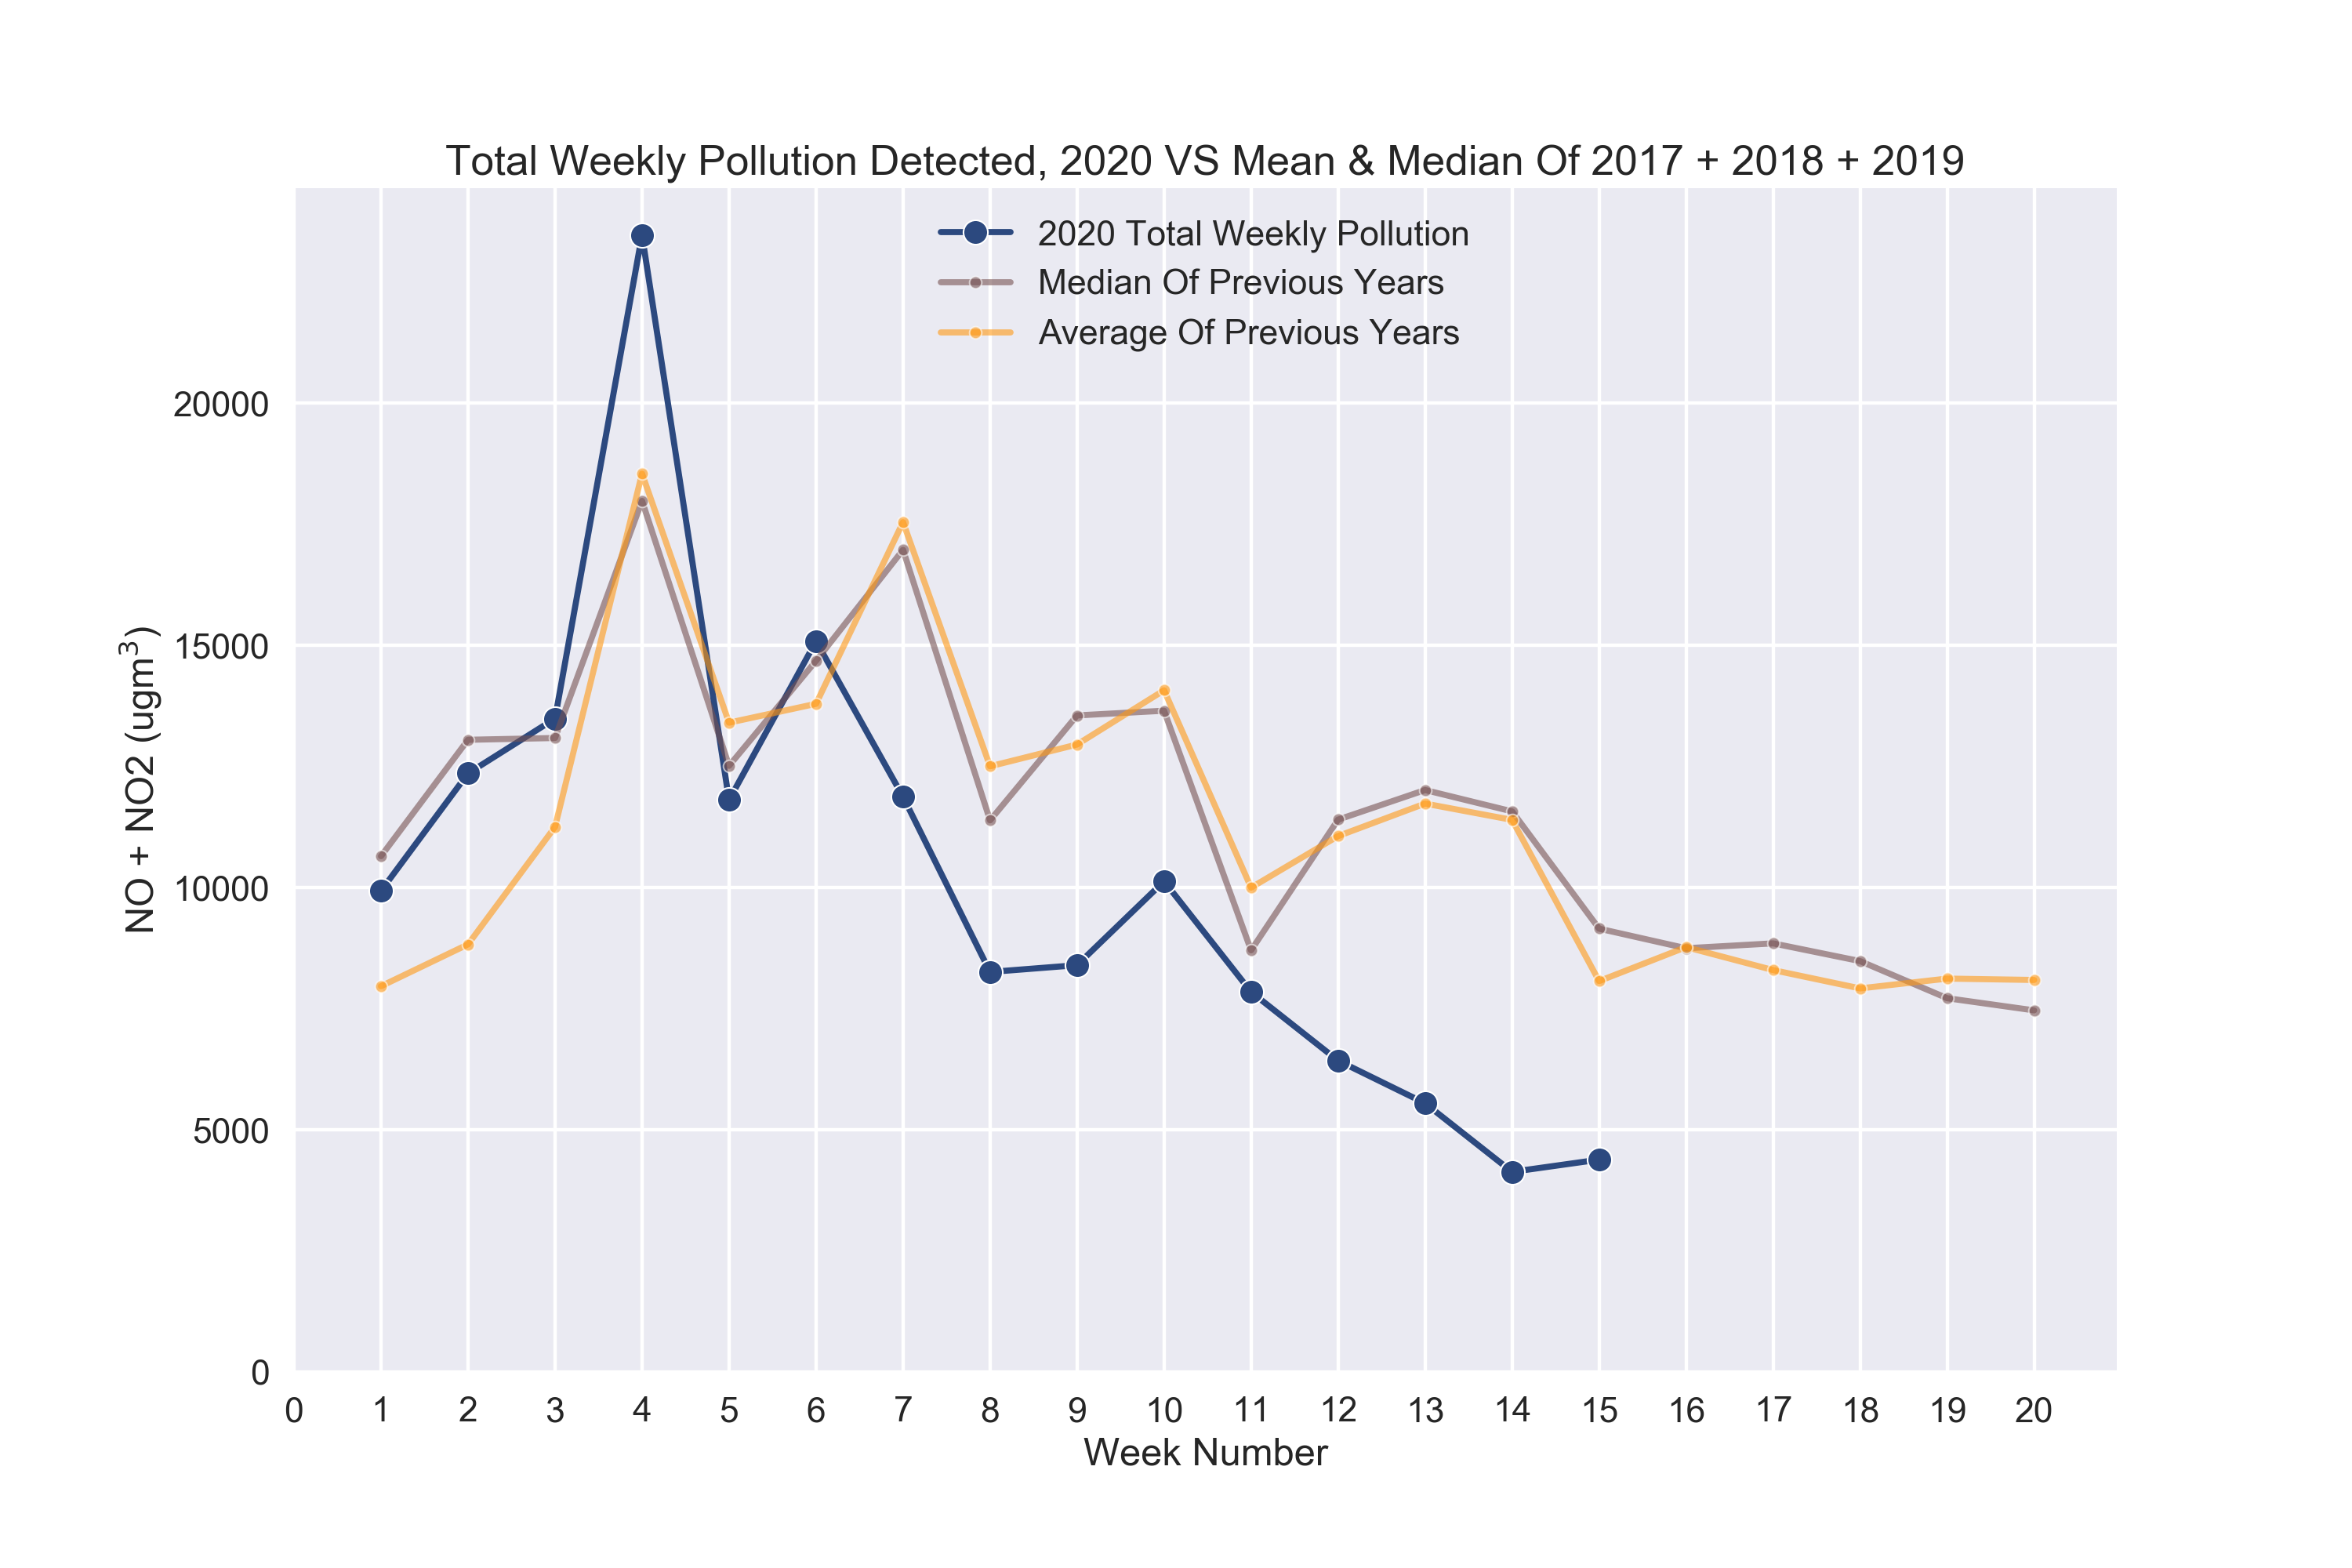 Total Weekly Pollution Detected, 2020 VS Mean & Median Of 2017 + 2018 + 2019
2020 Total Weekly Pollution
Median Of Previous Years
Average Of Previous Years
NO + NO2 (ugm³)
20000
15000
10000
5000
0
0 1 2 3 4 5 6 7 8 9 10 11 12 13 14 15 16 17 18 19 20
Week Number